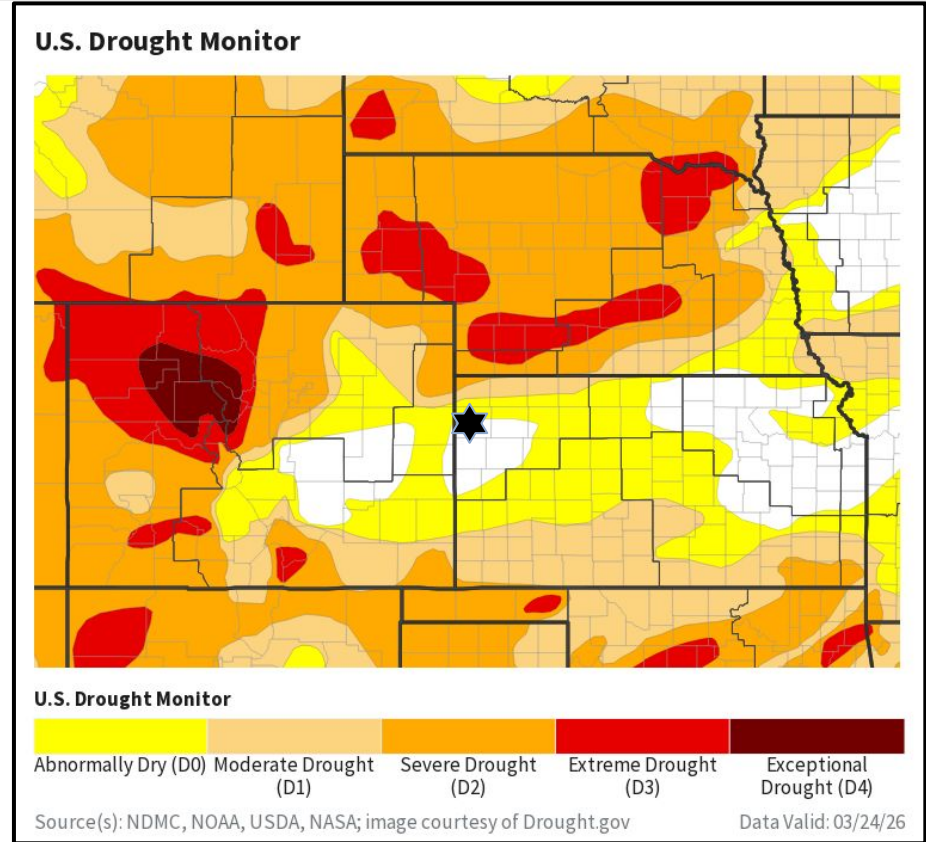 U.S. Drought Monitor
U.S. Drought Monitor
Abnormally Dry (D0) Moderate Drought Severe Drought Extreme Drought Exceptional
(D1) (D2) (D3) Drought (D4)
Source(s): NDMC, NOAA, USDA, NASA; image courtesy of Drought.gov Data Valid: 03/24/26